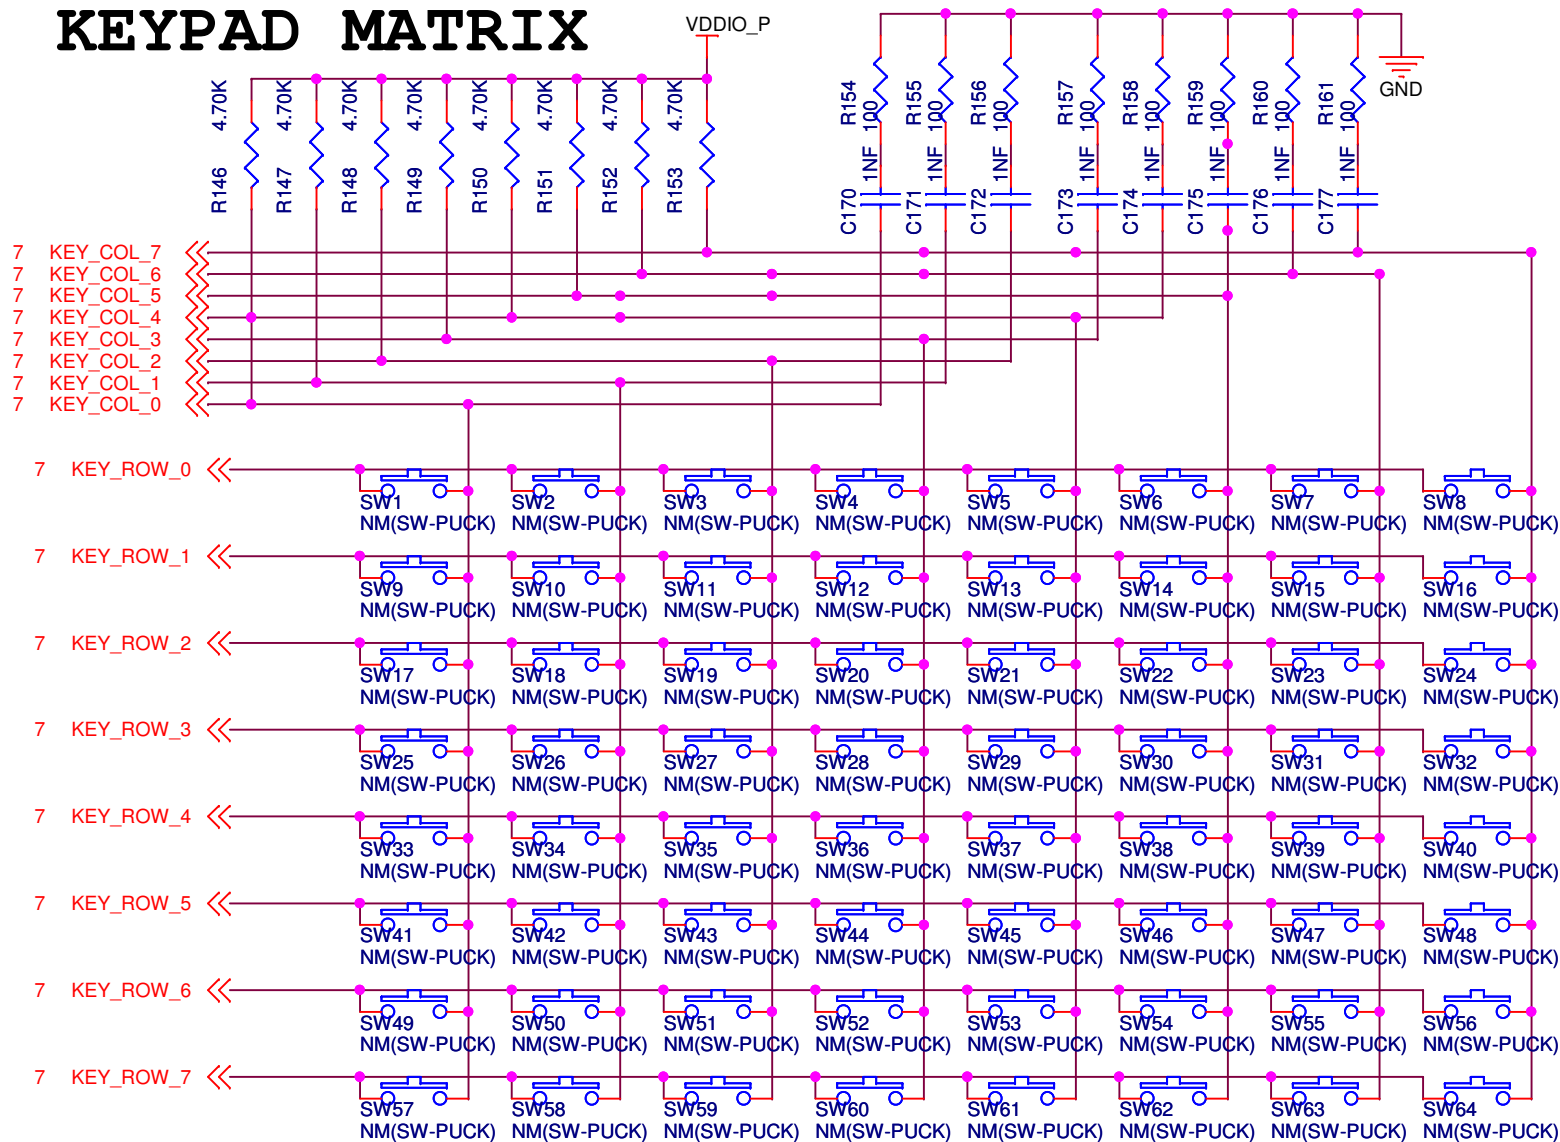 KEYPAD MATRIX
VDDIO_P
GND
4.70K 4.70K 4.70K 4.70K 4.70K 4.70K 4.70K 4.70K
R146 R147 R148 R149 R150 R151 R152 R153
R154 R155 R156 R157 R158 R159 R160 R161
100 100 100 100 100 100 100 100
1NF 1NF 1NF 1NF 1NF 1NF 1NF 1NF
C170 C171 C172 C173 C174 C175 C176 C177
7 KEY_COL_7
7 KEY_COL_6
7 KEY_COL_5
7 KEY_COL_4
7 KEY_COL_3
7 KEY_COL_2
7 KEY_COL_1
7 KEY_COL_0
7 KEY_ROW_0
SW1 SW2 SW3 SW4 SW5 SW6 SW7 SW8
NM(SW-PUCK) NM(SW-PUCK) NM(SW-PUCK) NM(SW-PUCK) NM(SW-PUCK) NM(SW-PUCK) NM(SW-PUCK) NM(SW-PUCK)
7 KEY_ROW_1
SW9 SW10 SW11 SW12 SW13 SW14 SW15 SW16
NM(SW-PUCK) NM(SW-PUCK) NM(SW-PUCK) NM(SW-PUCK) NM(SW-PUCK) NM(SW-PUCK) NM(SW-PUCK) NM(SW-PUCK)
7 KEY_ROW_2
SW17 SW18 SW19 SW20 SW21 SW22 SW23 SW24
NM(SW-PUCK) NM(SW-PUCK) NM(SW-PUCK) NM(SW-PUCK) NM(SW-PUCK) NM(SW-PUCK) NM(SW-PUCK) NM(SW-PUCK)
7 KEY_ROW_3
SW25 SW26 SW27 SW28 SW29 SW30 SW31 SW32
NM(SW-PUCK) NM(SW-PUCK) NM(SW-PUCK) NM(SW-PUCK) NM(SW-PUCK) NM(SW-PUCK) NM(SW-PUCK) NM(SW-PUCK)
7 KEY_ROW_4
SW33 SW34 SW35 SW36 SW37 SW38 SW39 SW40
NM(SW-PUCK) NM(SW-PUCK) NM(SW-PUCK) NM(SW-PUCK) NM(SW-PUCK) NM(SW-PUCK) NM(SW-PUCK) NM(SW-PUCK)
7 KEY_ROW_5
SW41 SW42 SW43 SW44 SW45 SW46 SW47 SW48
NM(SW-PUCK) NM(SW-PUCK) NM(SW-PUCK) NM(SW-PUCK) NM(SW-PUCK) NM(SW-PUCK) NM(SW-PUCK) NM(SW-PUCK)
7 KEY_ROW_6
SW49 SW50 SW51 SW52 SW53 SW54 SW55 SW56
NM(SW-PUCK) NM(SW-PUCK) NM(SW-PUCK) NM(SW-PUCK) NM(SW-PUCK) NM(SW-PUCK) NM(SW-PUCK) NM(SW-PUCK)
7 KEY_ROW_7
SW57 SW58 SW59 SW60 SW61 SW62 SW63 SW64
NM(SW-PUCK) NM(SW-PUCK) NM(SW-PUCK) NM(SW-PUCK) NM(SW-PUCK) NM(SW-PUCK) NM(SW-PUCK) NM(SW-PUCK)